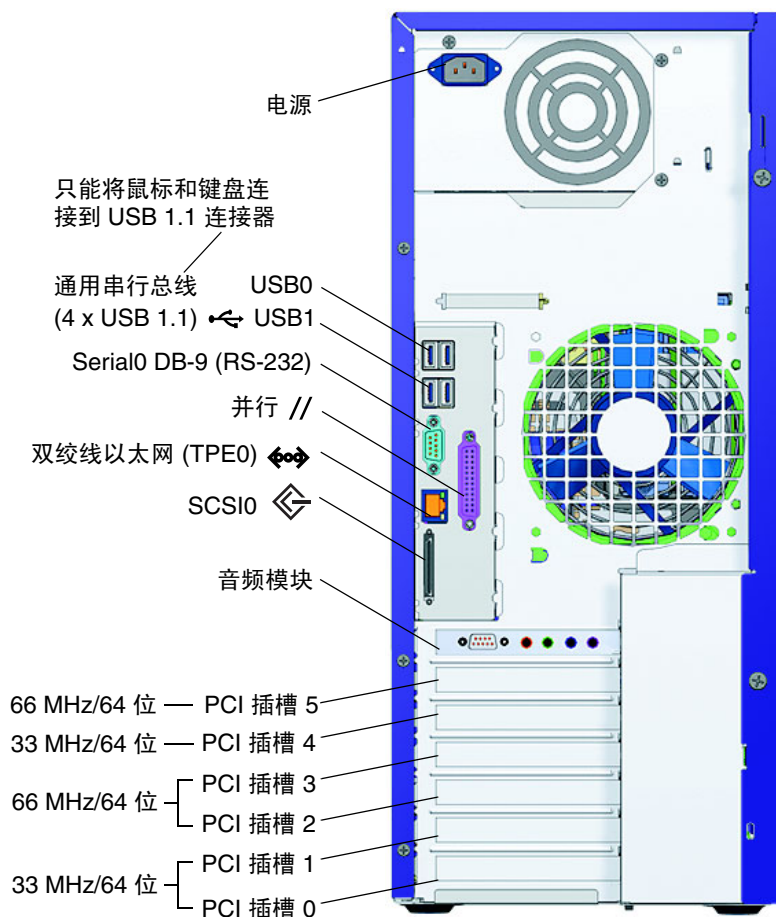 电源
只能将鼠标和键盘连
接到 USB 1.1 连接器
通用串行总线
(4 x USB 1.1)
USB0
USB1
Serial0 DB-9 (RS-232)
并行 //
双绞线以太网 (TPE0)
SCSI0
音频模块
66 MHz/64 位 — PCI 插槽 5
33 MHz/64 位 — PCI 插槽 4
66 MHz/64 位
PCI 插槽 3
PCI 插槽 2
33 MHz/64 位
PCI 插槽 1
PCI 插槽 0